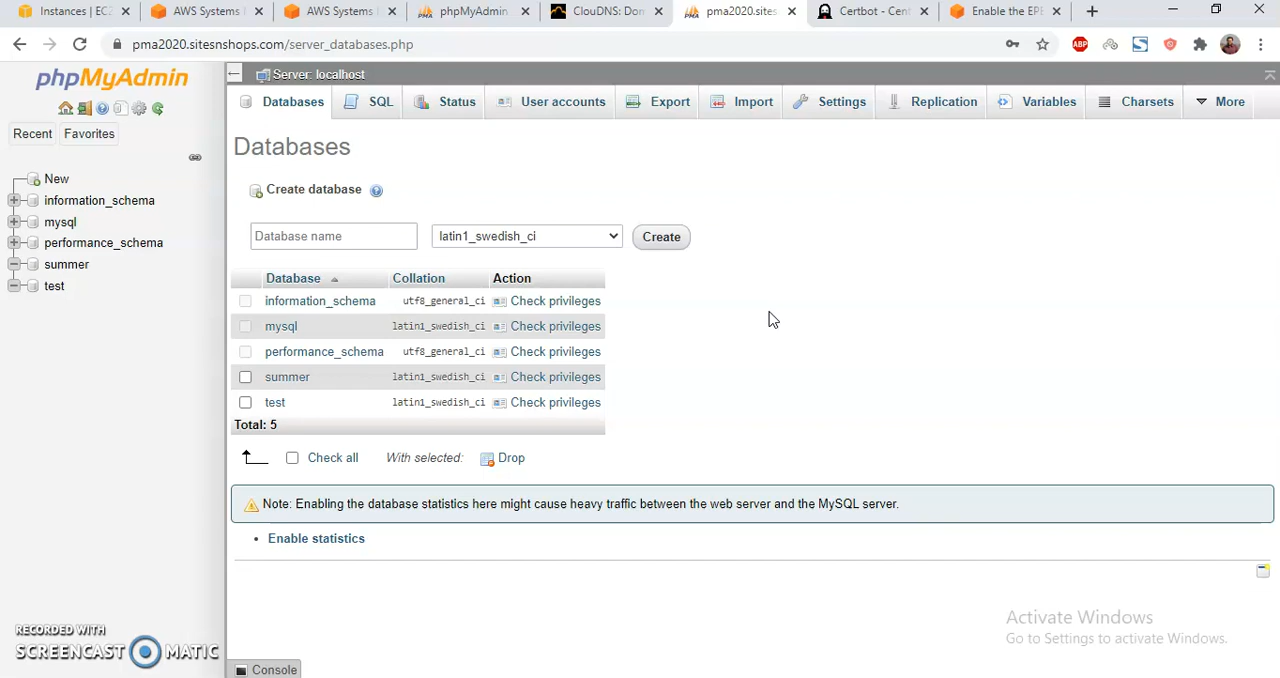 Instances | EC2
AWS Systems
AWS Systems
phpMyAdmin
ClouDNS: Don
pma2020.sites
Certbot - Cent
Enable the EPE
pma2020.sitesnshops.com/server_databases.php
ABP
phpMyAdmin
Recent
Favorites
New
information_schema
mysql
performance_schema
summer
test
Server: localhost
Databases
SQL
Status
User accounts
Export
Import
Settings
Replication
Variables
Charsets
More
Databases
Create database
Database name
latin1_swedish_ci
Create
Database Collation Action
information_schema utf8_general_ci Check privileges
mysql latin1_swedish_ci Check privileges
performance_schema utf8_general_ci Check privileges
summer latin1_swedish_ci Check privileges
test latin1_swedish_ci Check privileges
Total: 5
Check all With selected: Drop
Note: Enabling the database statistics here might cause heavy traffic between the web server and the MySQL server.
Enable statistics
Activate Windows
Go to Settings to activate Windows.
RECORDED WITH
SCREENCAST MATIC
Console